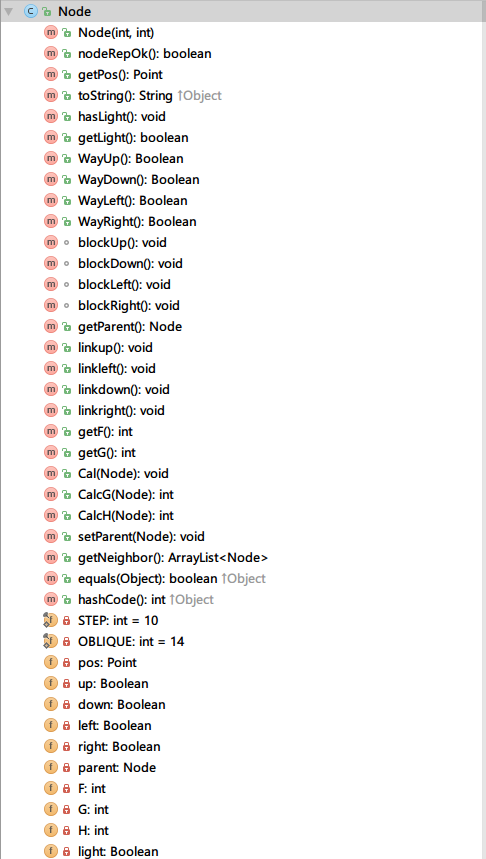 C Node
m Node(int, int)
m nodeRepOk(): boolean
m getPos(): Point
m toString(): String ↑Object
m hasLight(): void
m getLight(): boolean
m WayUp(): Boolean
m WayDown(): Boolean
m WayLeft(): Boolean
m WayRight(): Boolean
m blockUp(): void
m blockDown(): void
m blockLeft(): void
m blockRight(): void
m getParent(): Node
m linkup(): void
m linkleft(): void
m linkdown(): void
m linkright(): void
m getF(): int
m getG(): int
m Cal(Node): void
m CalcG(Node): int
m CalcH(Node): int
m setParent(Node): void
m getNeighbor(): ArrayList<Node>
m equals(Object): boolean ↑Object
m hashCode(): int ↑Object
f STEP: int = 10
f OBLIQUE: int = 14
f pos: Point
f up: Boolean
f down: Boolean
f left: Boolean
f right: Boolean
f parent: Node
f F: int
f G: int
f H: int
f light: Boolean